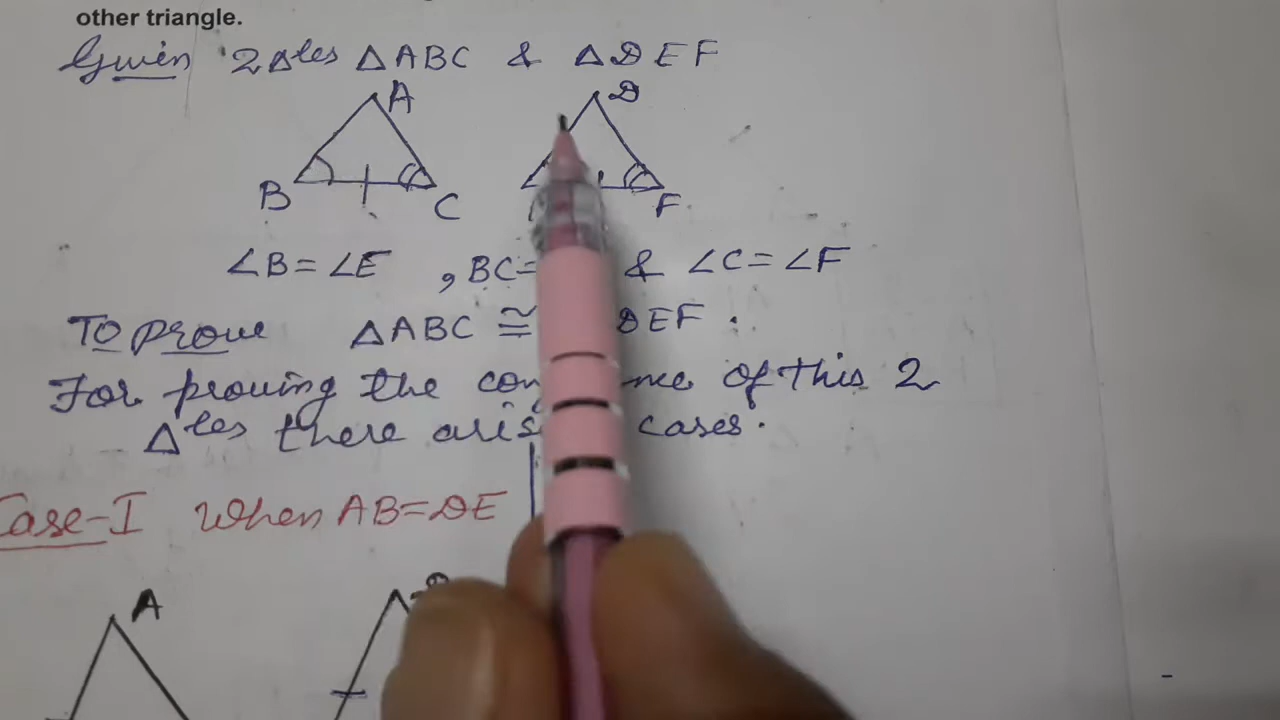 other triangle.
Given 2 Δles ΔABC & ΔDEF
A D
B C F
∠B = ∠E , BC= & ∠C = ∠F
To prove ΔABC ≅ DEF .
For proving the of this 2
Δles there cases.
Case-I When AB = DE
A